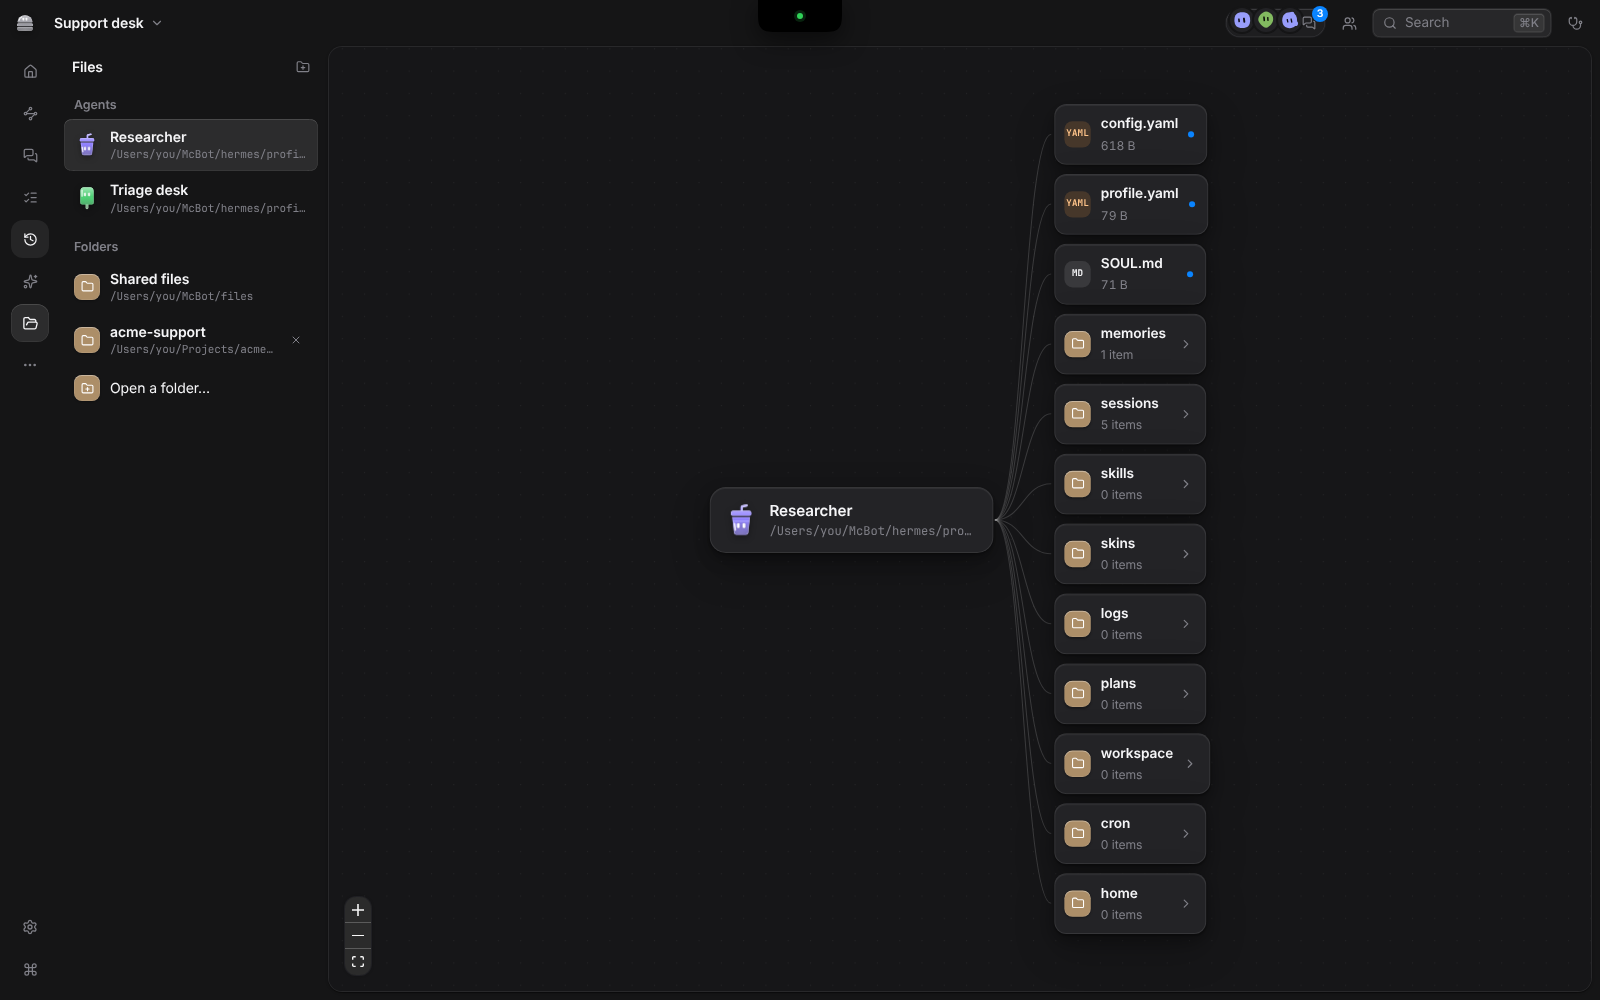 Support desk
3
Search
⌘K
Files
Agents
Researcher
/Users/you/McBot/hermes/profi…
Triage desk
/Users/you/McBot/hermes/profi…
Folders
Shared files
/Users/you/McBot/files
acme-support
/Users/you/Projects/acme…
Open a folder...
Researcher
/Users/you/McBot/hermes/pro…
YAML
config.yaml
618 B
YAML
profile.yaml
79 B
MD
SOUL.md
71 B
memories
1 item
sessions
5 items
skills
0 items
skins
0 items
logs
0 items
plans
0 items
workspace
0 items
cron
0 items
home
0 items